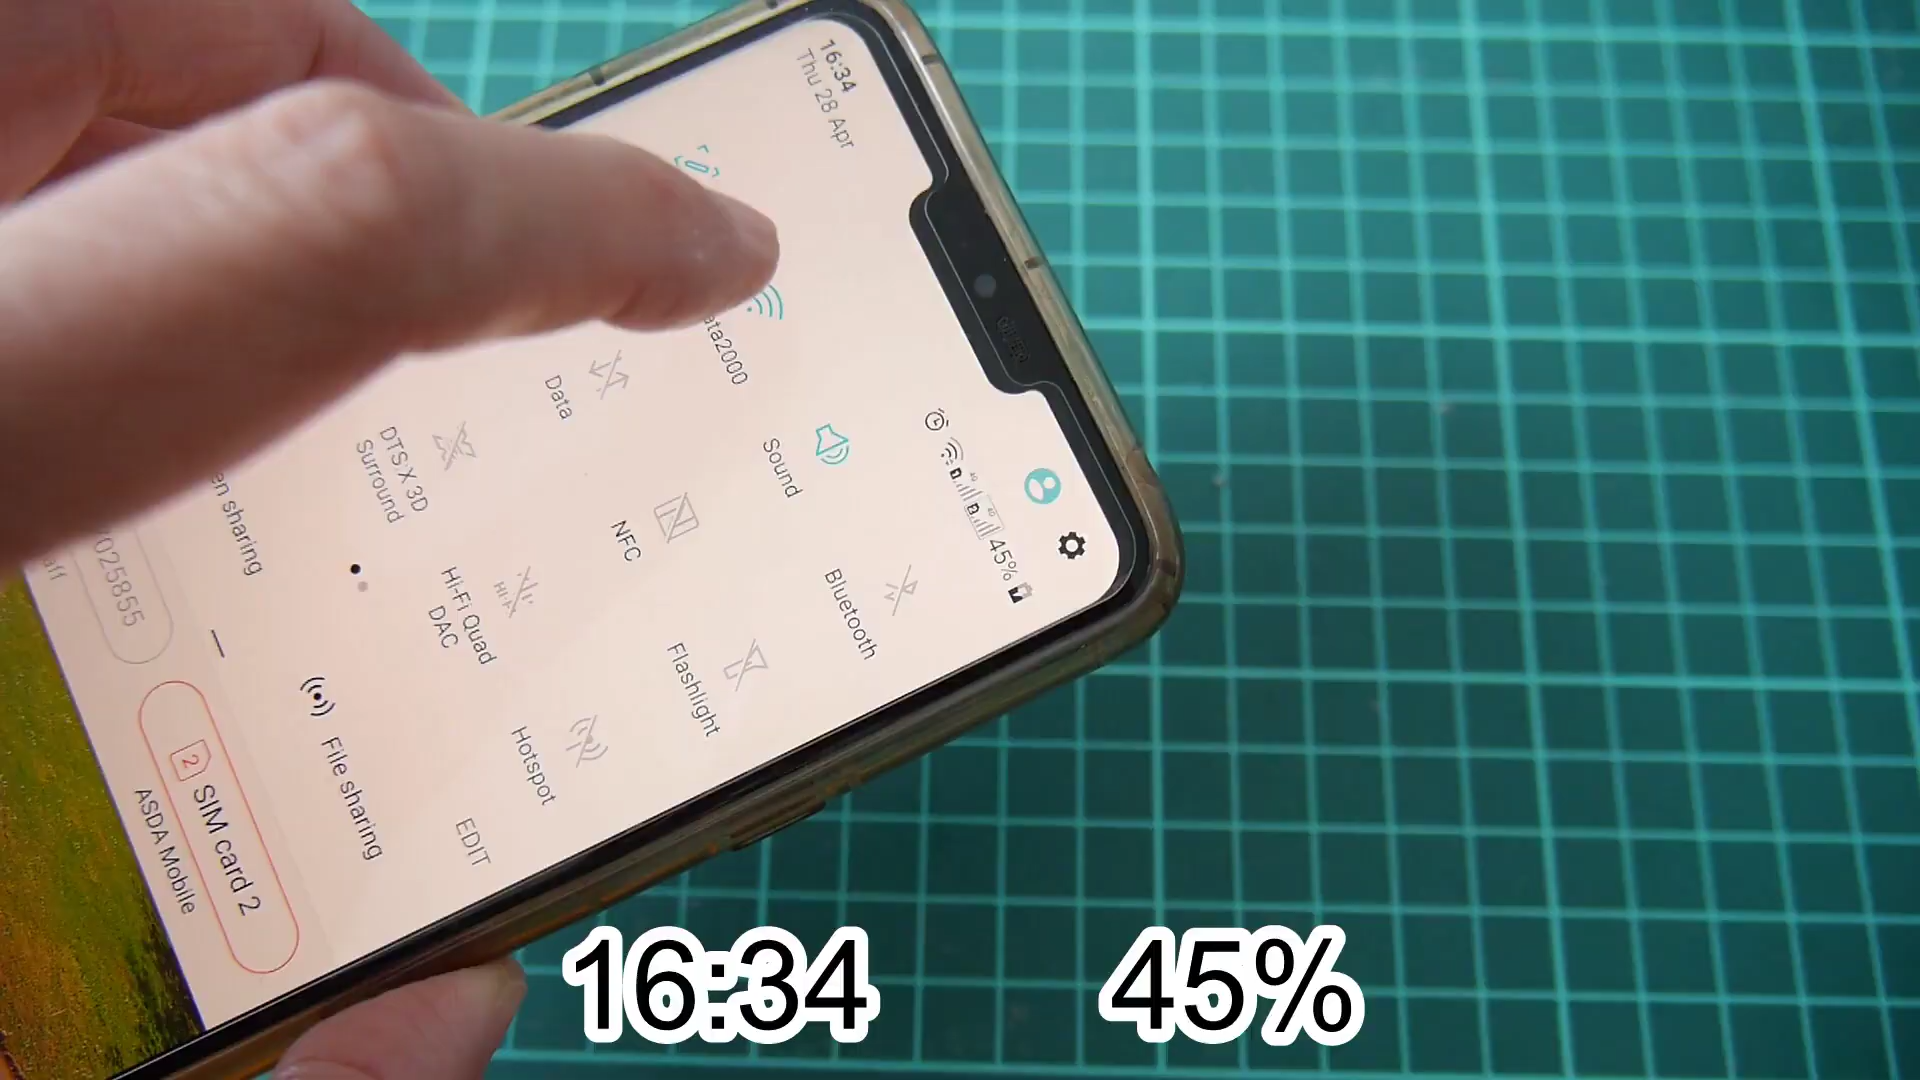 16:34
Thu 28 Apr
45%
ata2000
Sound
Bluetooth
Data
NFC
Flashlight
DTS X 3D
Surround
Hi-Fi Quad
DAC
Hotspot
EDIT
en sharing
File sharing
025855
2 SIM card 2
ASDA Mobile
16:34 45%